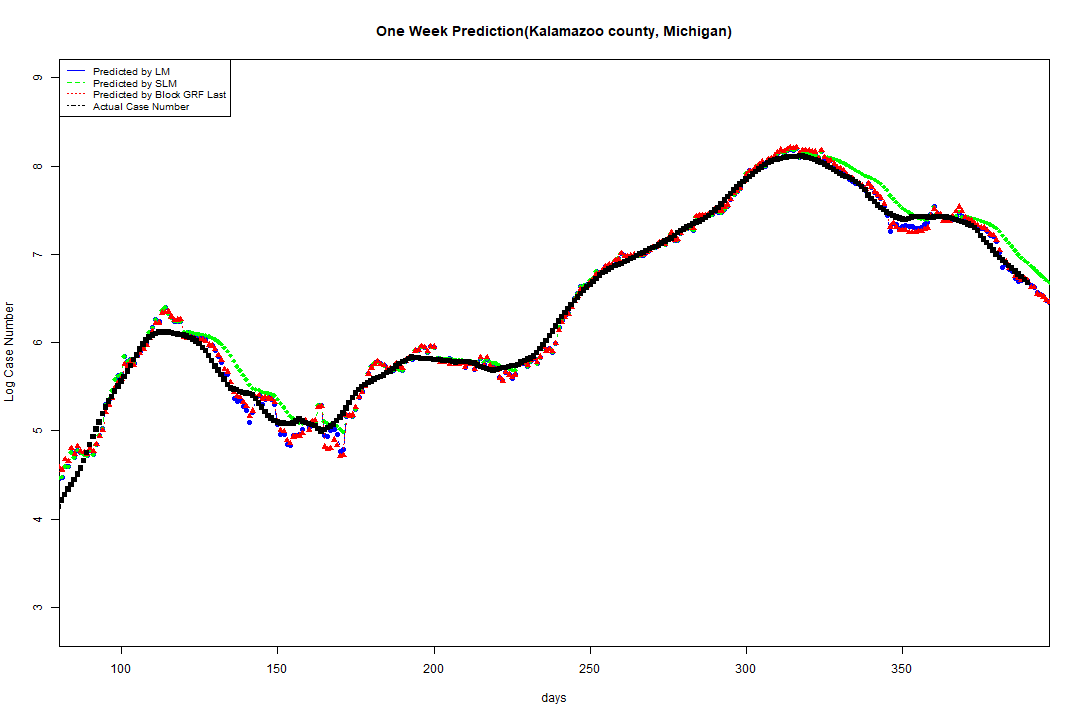 One Week Prediction(Kalamazoo county, Michigan)
Predicted by LM
Predicted by SLM
Predicted by Block GRF Last
Actual Case Number
9
8
7
6
5
4
3
Log Case Number
100 150 200 250 300 350
days